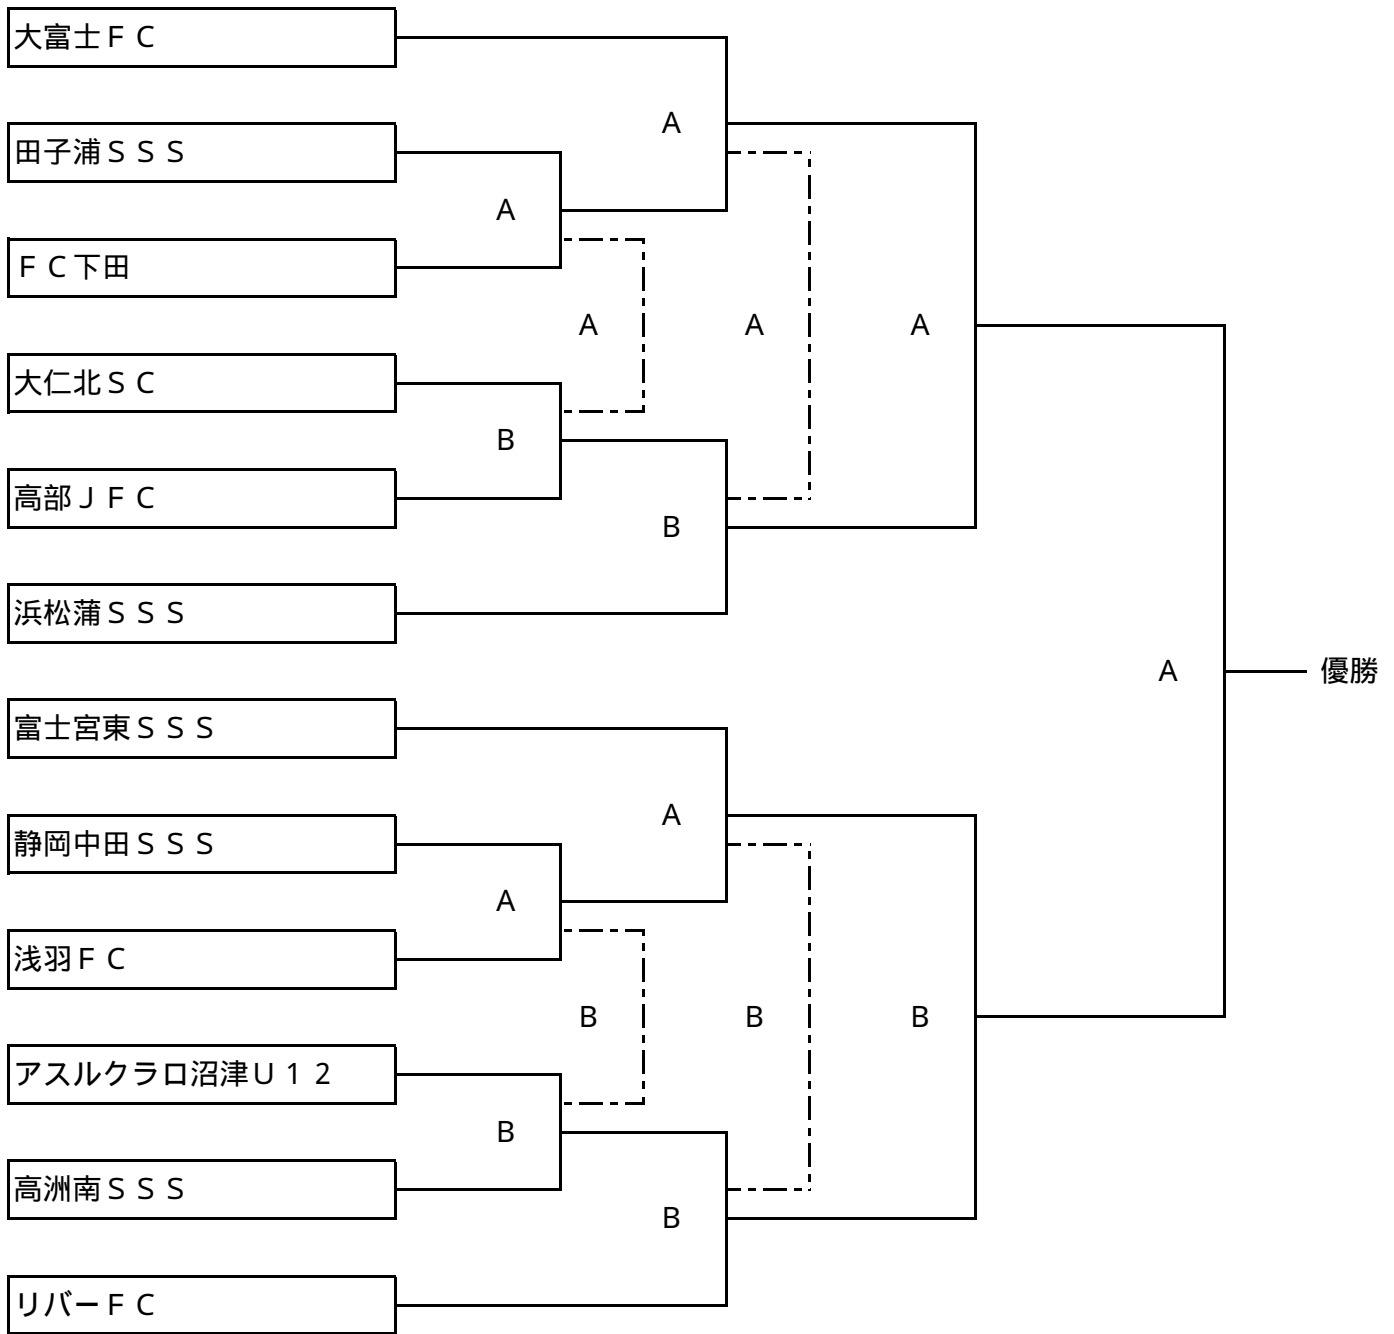 大富士ＦＣ
A
田子浦ＳＳＳ
A
ＦＣ下田
A A A
大仁北ＳＣ
B
高部ＪＦＣ
B
浜松蒲ＳＳＳ
A 優勝
富士宮東ＳＳＳ
A
静岡中田ＳＳＳ
A
浅羽ＦＣ
B B B
アスルクラロ沼津Ｕ１２
B
高洲南ＳＳＳ
B
リバーＦＣ